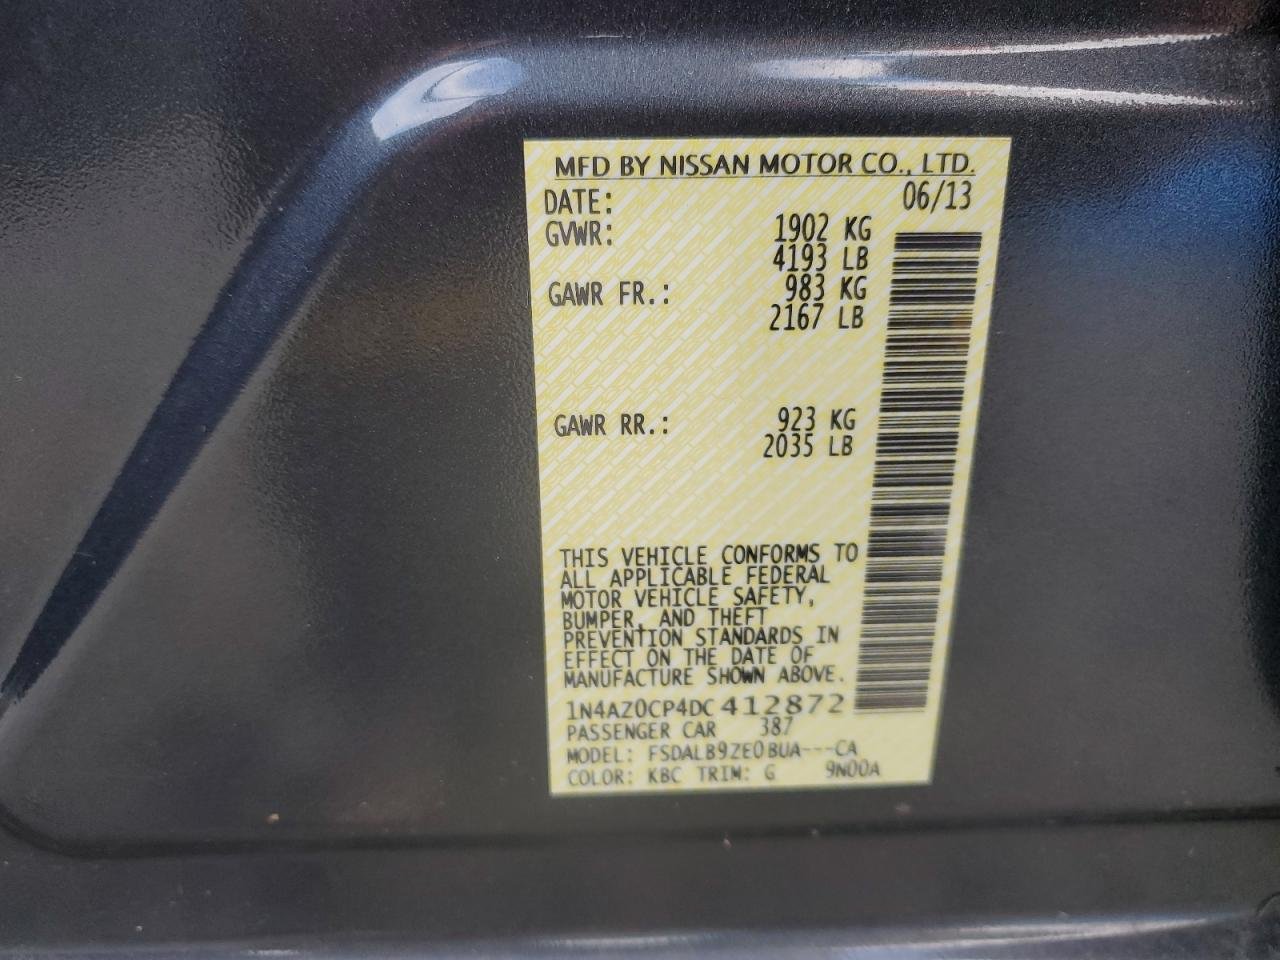 MFD BY NISSAN MOTOR CO., LTD.
DATE: 06/13
GVWR: 1902 KG
4193 LB
GAWR FR.: 983 KG
2167 LB
GAWR RR.: 923 KG
2035 LB
THIS VEHICLE CONFORMS TO
ALL APPLICABLE FEDERAL
MOTOR VEHICLE SAFETY,
BUMPER, AND THEFT
PREVENTION STANDARDS IN
EFFECT ON THE DATE OF
MANUFACTURE SHOWN ABOVE.
1N4AZ0CP4DC412872
PASSENGER CAR 387
MODEL: FSDALB9ZE0BUA---CA
COLOR: KBC TRIM: G 9N00A